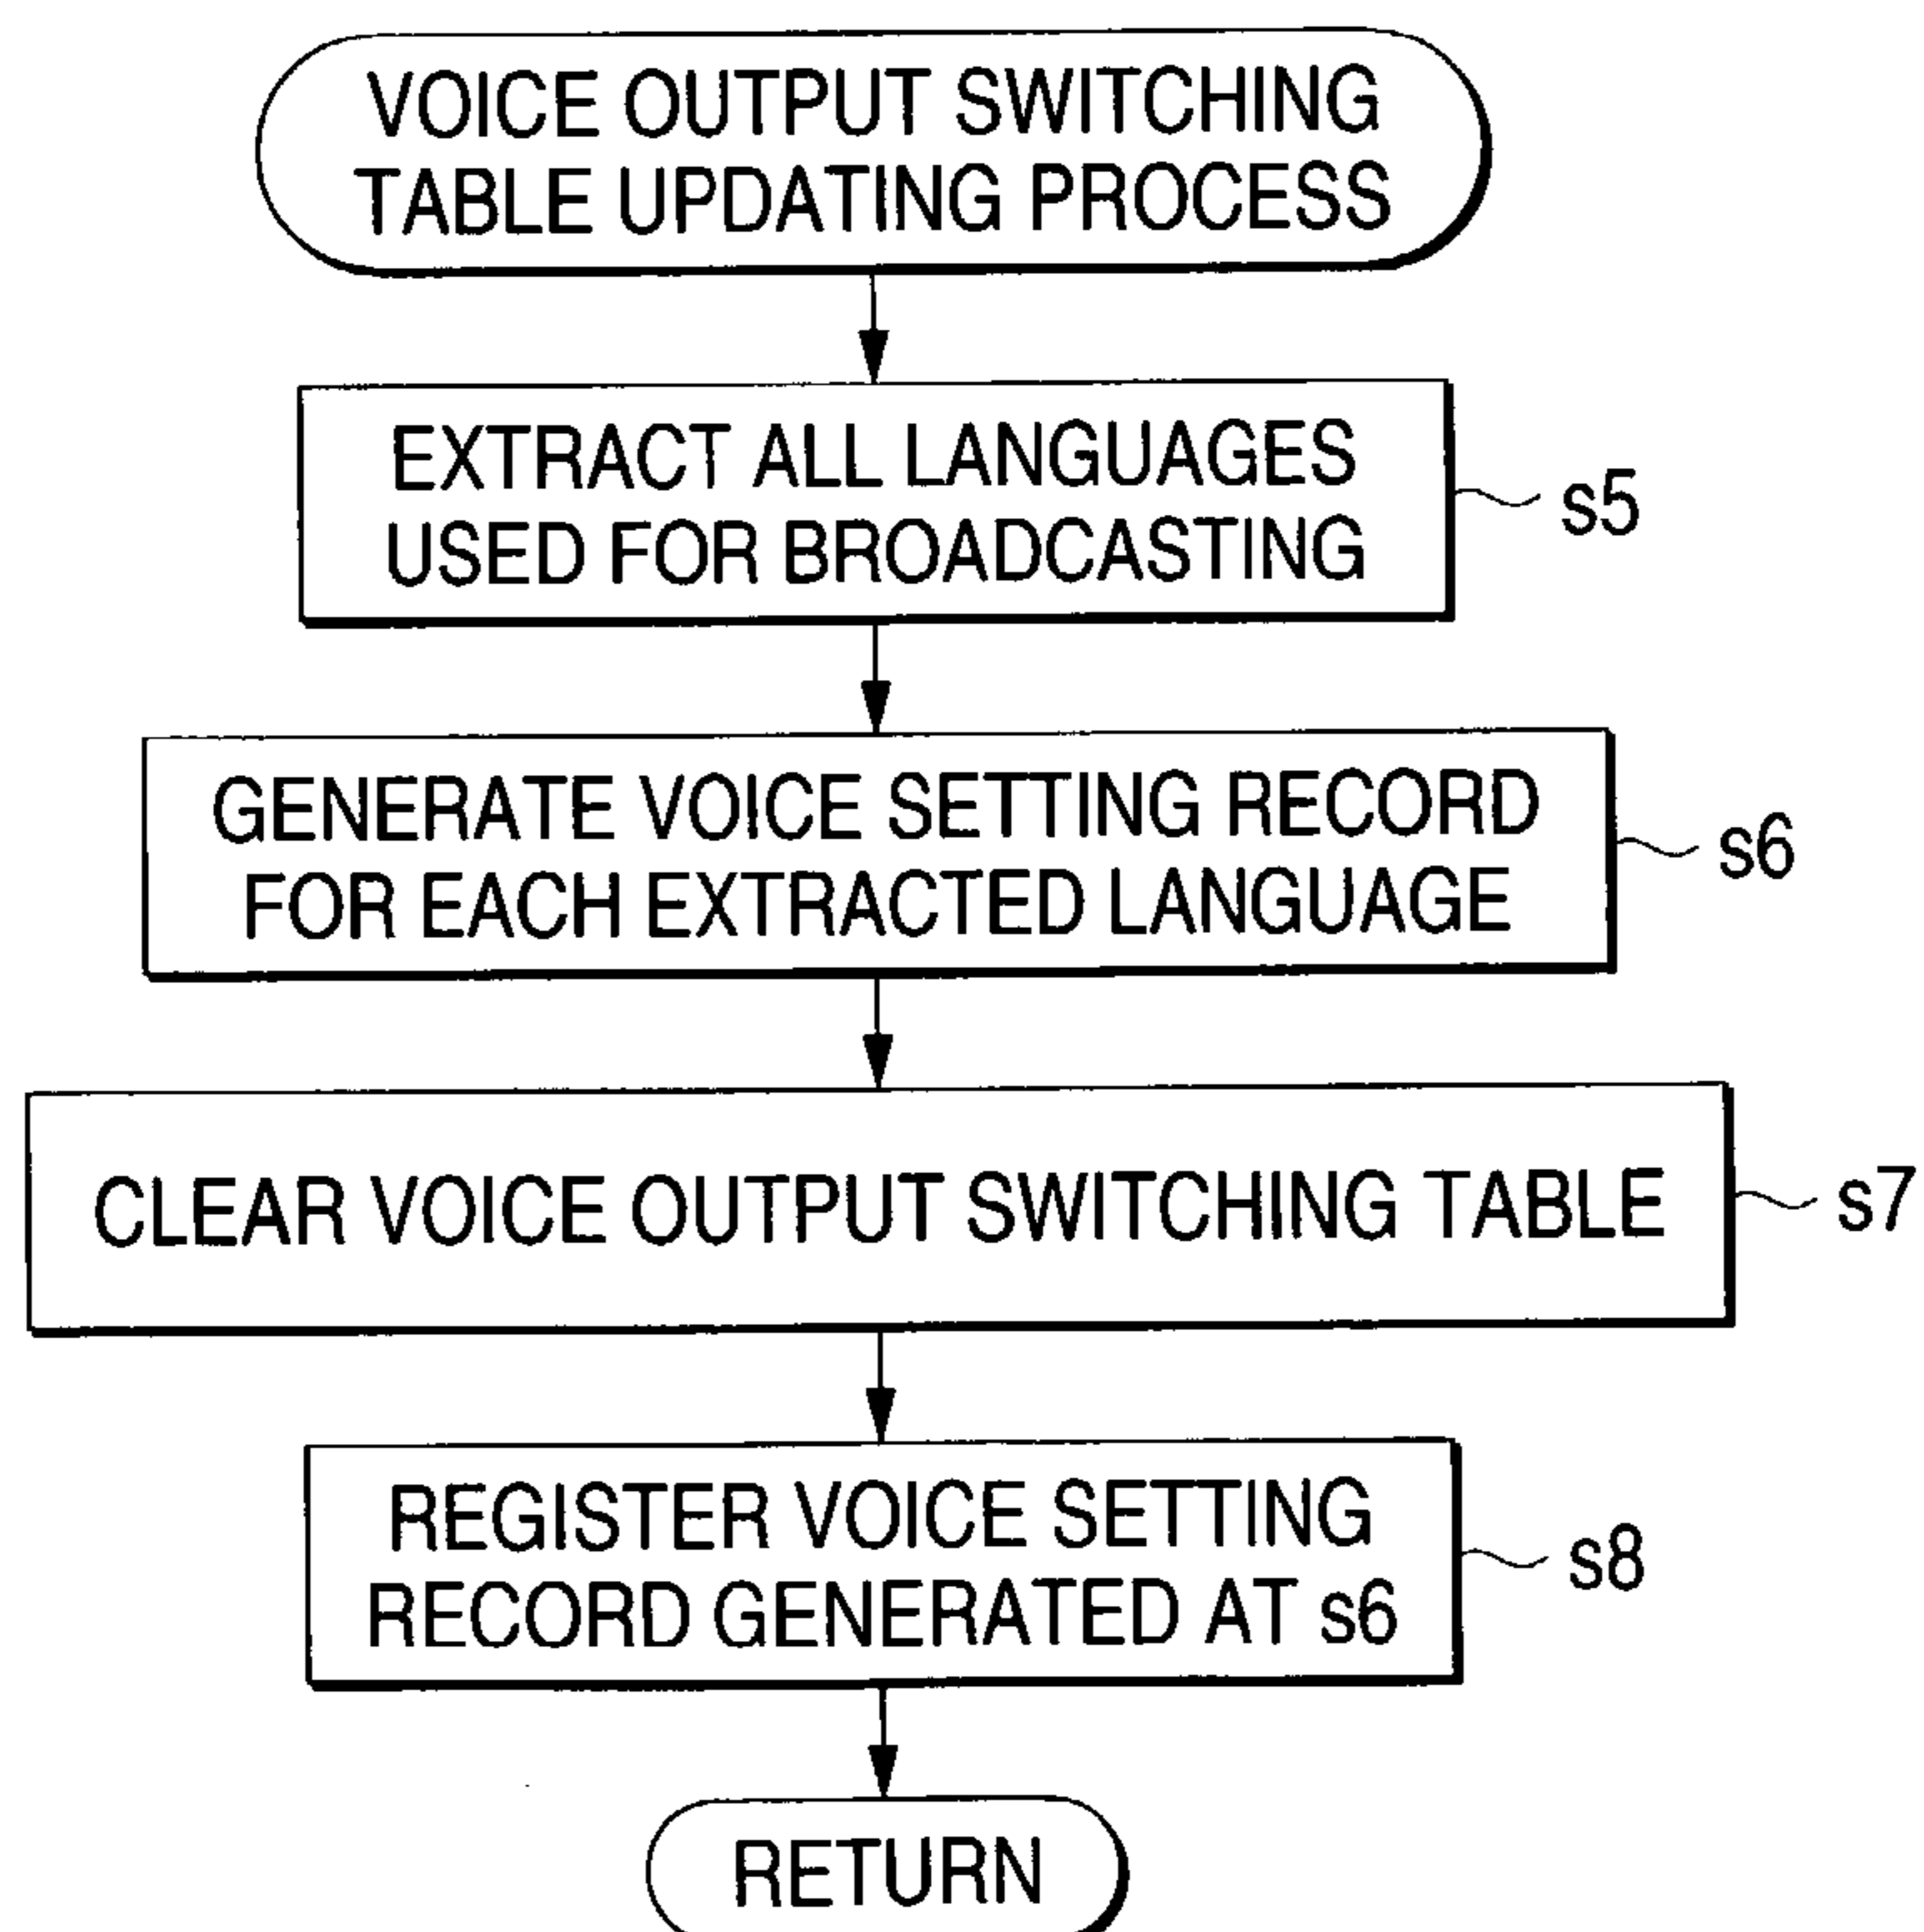 VOICE OUTPUT SWITCHING
TABLE UPDATING PROCESS
EXTRACT ALL LANGUAGES
USED FOR BROADCASTING
s5
GENERATE VOICE SETTING RECORD
FOR EACH EXTRACTED LANGUAGE
s6
CLEAR VOICE OUTPUT SWITCHING TABLE
s7
REGISTER VOICE SETTING
RECORD GENERATED AT s6
s8
RETURN